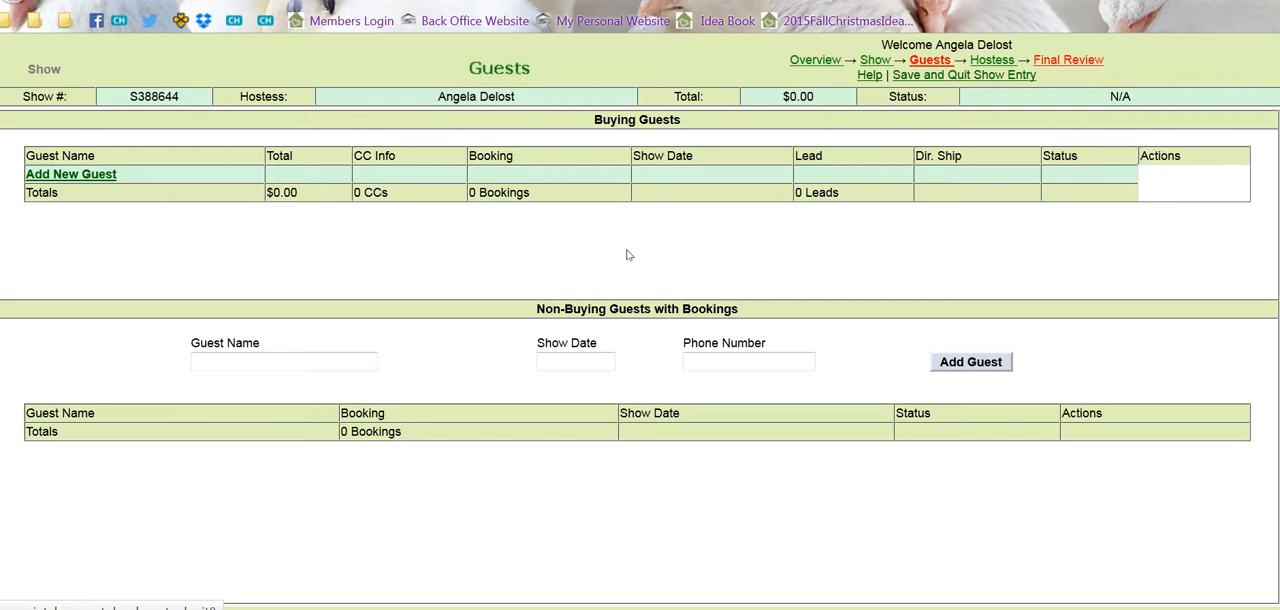 CH CH CH Members Login Back Office Website My Personal Website Idea Book 2015FallChristmasIdea...
Welcome Angela Delost
Show Guests Overview → Show → Guests → Hostess → Final Review
Help | Save and Quit Show Entry
Show #: S388644 Hostess: Angela Delost Total: $0.00 Status: N/A
Buying Guests
Guest Name Total CC Info Booking Show Date Lead Dir. Ship Status Actions
Add New Guest
Totals $0.00 0 CCs 0 Bookings 0 Leads
Non-Buying Guests with Bookings
Guest Name Show Date Phone Number
Add Guest
Guest Name Booking Show Date Status Actions
Totals 0 Bookings